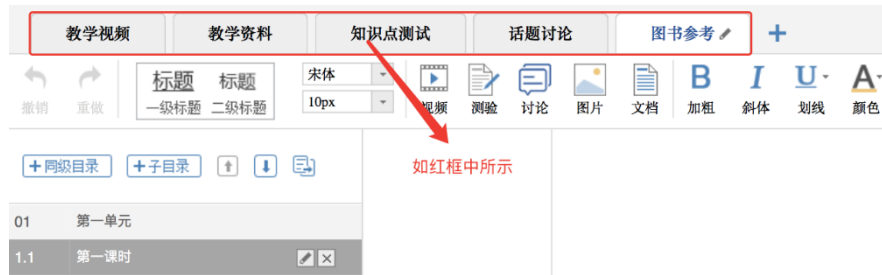 教学视频 教学资料 知识点测试 话题讨论 图书参考 +
标题 标题 宋体
撤销 重做 一级标题 二级标题 10px 视频 测验 讨论 图片 文档 B 加粗 I 斜体 U 划线 A 颜色
+同级目录 +子目录
如红框中所示
01 第一单元
1.1 第一课时